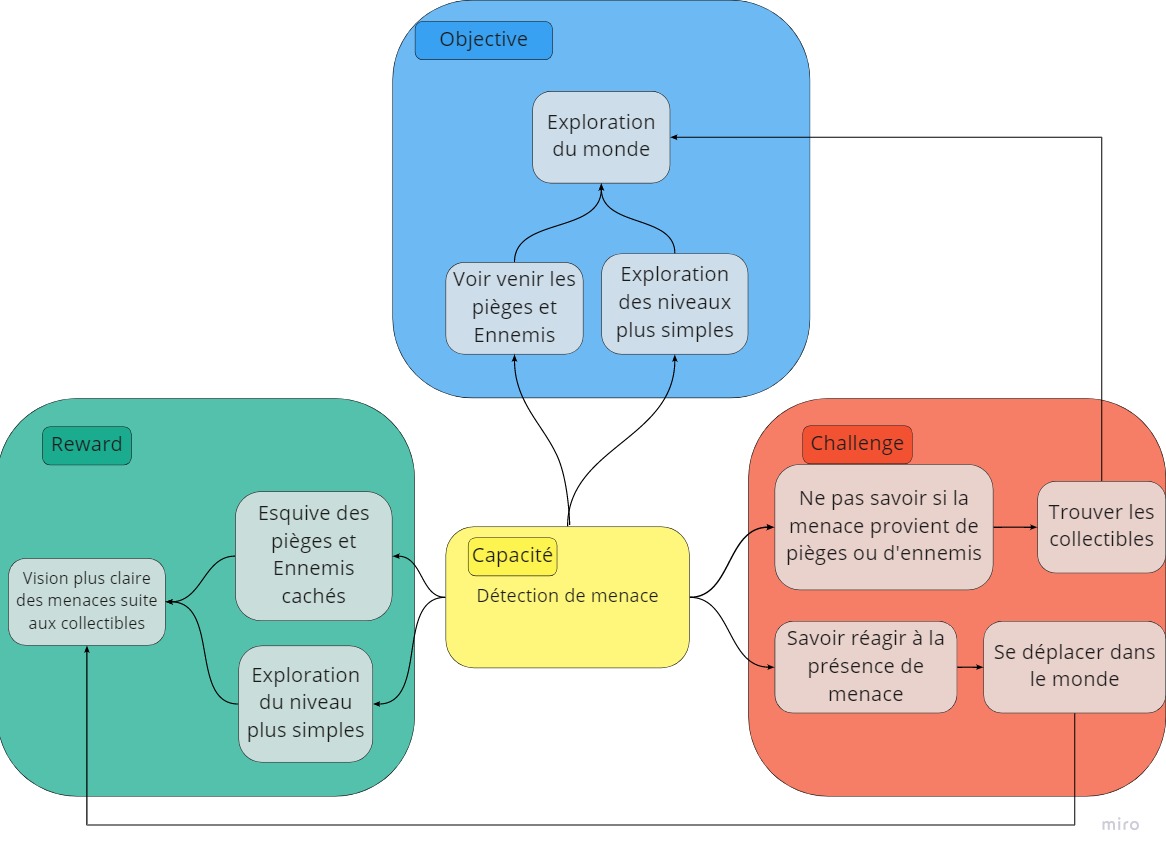 Objective
Exploration
du monde
Voir venir les
pièges et
Ennemis
Exploration
des niveaux
plus simples
Reward
Esquive des
pièges et
Ennemis
cachés
Vision plus claire
des menaces suite
aux collectibles
Exploration
du niveau
plus simples
Capacité
Détection de menace
Challenge
Ne pas savoir si la
menace provient de
pièges ou d'ennemis
Trouver les
collectibles
Savoir réagir à la
présence de
menace
Se déplacer dans
le monde
miro